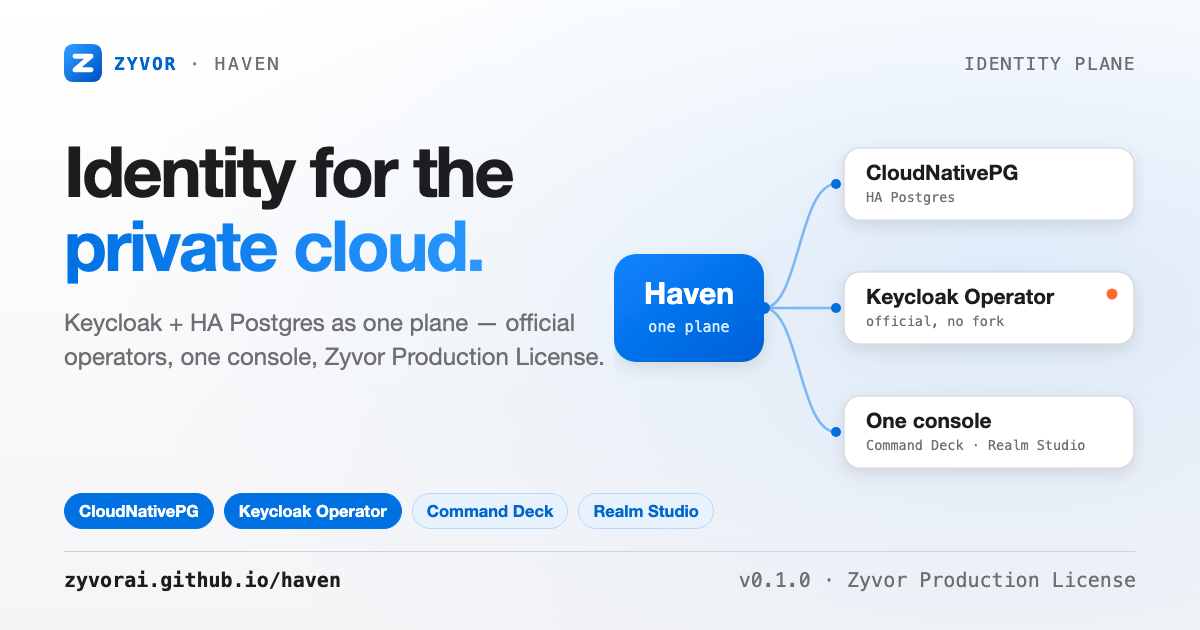 Z ZYVOR · HAVEN
IDENTITY PLANE
Identity for the
private cloud.
Keycloak + HA Postgres as one plane — official
operators, one console, Zyvor Production License.
Haven
one plane
CloudNativePG
HA Postgres
Keycloak Operator
official, no fork
One console
Command Deck · Realm Studio
CloudNativePG
Keycloak Operator
Command Deck
Realm Studio
zyvorai.github.io/haven
v0.1.0 · Zyvor Production License